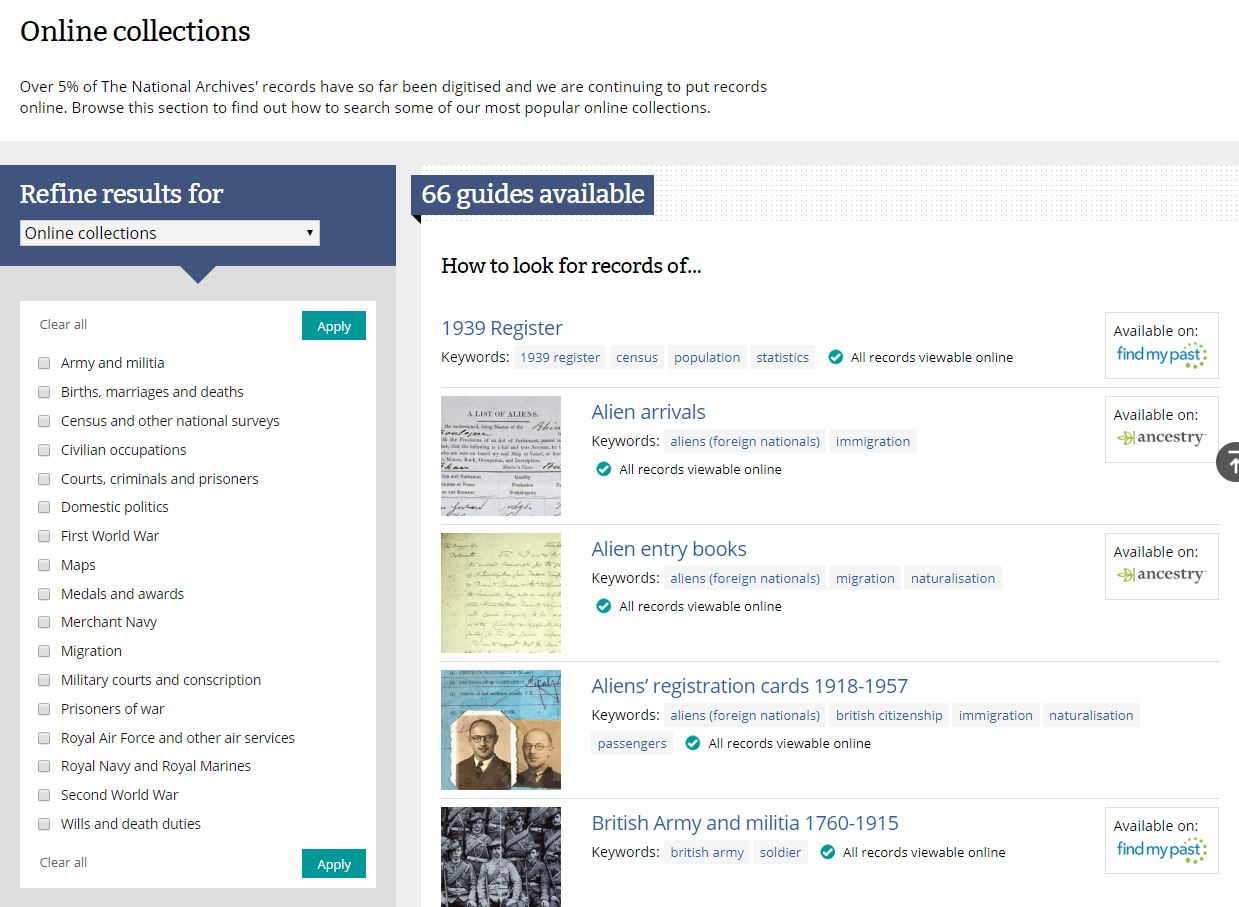 Online collections
Over 5% of The National Archives' records have so far been digitised and we are continuing to put records
online. Browse this section to find out how to search some of our most popular online collections.
Refine results for
Online collections
Clear all
Apply
Army and militia
Births, marriages and deaths
Census and other national surveys
Civilian occupations
Courts, criminals and prisoners
Domestic politics
First World War
Maps
Medals and awards
Merchant Navy
Migration
Military courts and conscription
Prisoners of war
Royal Air Force and other air services
Royal Navy and Royal Marines
Second World War
Wills and death duties
Clear all
Apply
66 guides available
How to look for records of...
1939 Register
Keywords: 1939 register census population statistics All records viewable online
Available on:
findmypast
A LIST OF ALIENS.
Alien arrivals
Keywords: aliens (foreign nationals) immigration
All records viewable online
Available on:
ancestry
Alien entry books
Keywords: aliens (foreign nationals) migration naturalisation
All records viewable online
Available on:
ancestry
Aliens’ registration cards 1918-1957
Keywords: aliens (foreign nationals) british citizenship immigration naturalisation
passengers All records viewable online
British Army and militia 1760-1915
Keywords: british army soldier All records viewable online
Available on:
findmypast